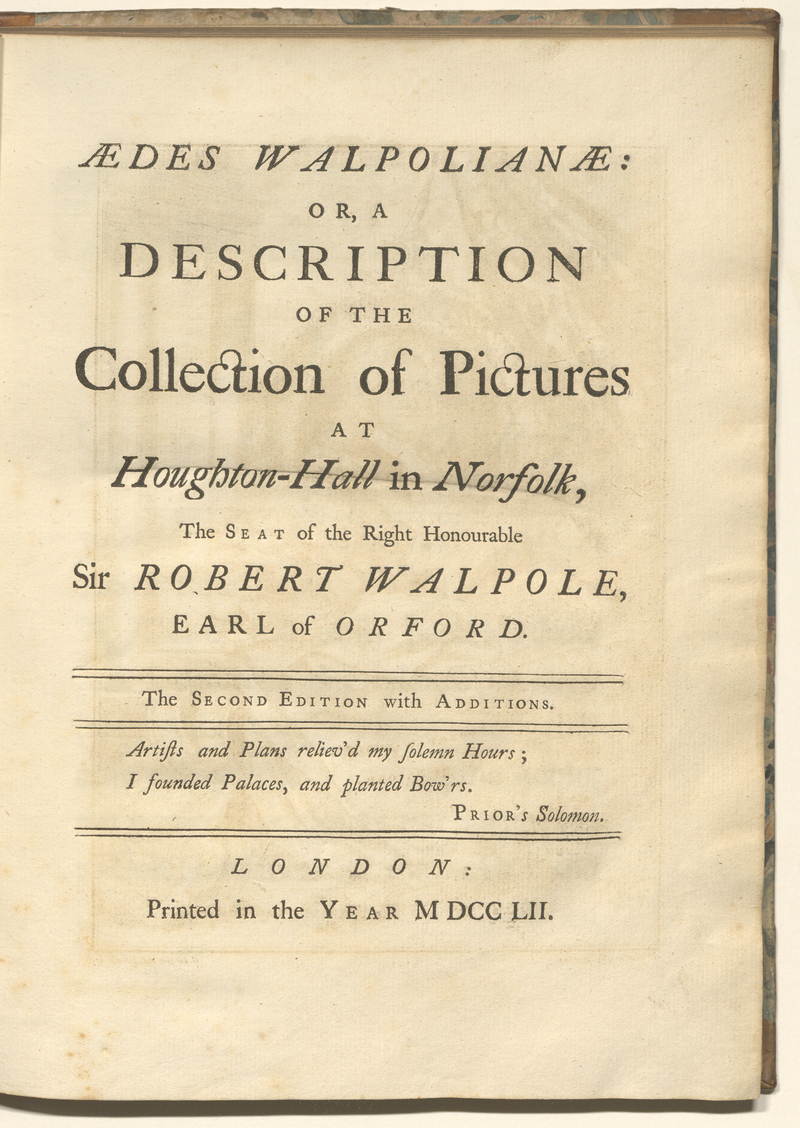 ÆDES WALPOLIANÆ:
OR, A
DESCRIPTION
OF THE
Collection of Pictures
AT
Houghton-Hall in Norfolk,
The SEAT of the Right Honourable
Sir ROBERT WALPOLE,
EARL of ORFORD.
The SECOND EDITION with ADDITIONS.
Artiſts and Plans reliev'd my ſolemn Hours;
I founded Palaces, and planted Bow'rs.
PRIOR's Solomon.
LONDON:
Printed in the YEAR MDCCLII.